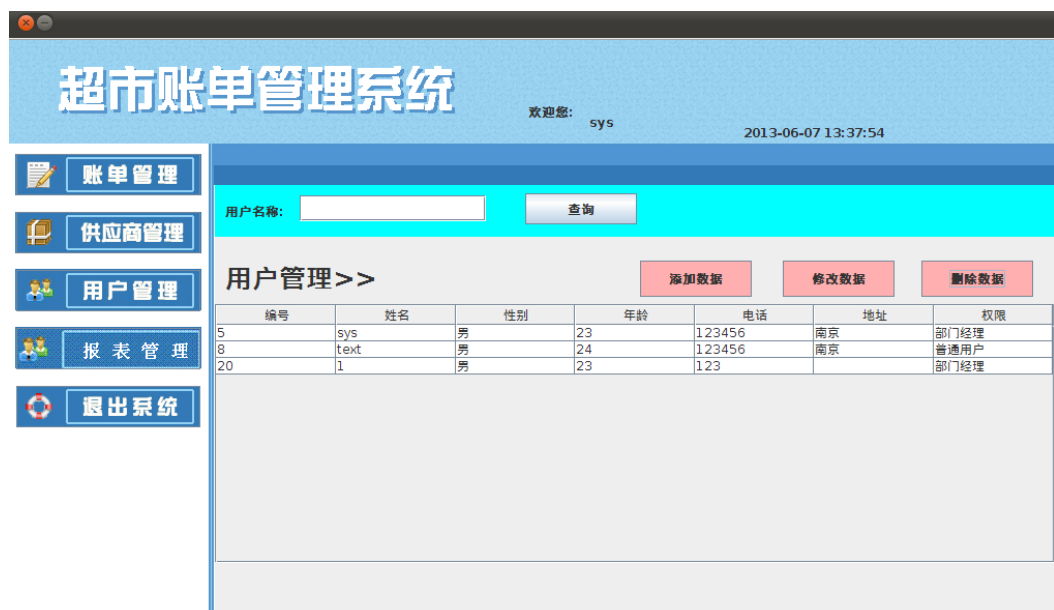 超市账单管理系统
欢迎您:
sys
2013-06-07 13:37:54
账单管理
供应商管理
用户管理
报表管理
退出系统
用户名称:
查询
用户管理>>
添加数据
修改数据
删除数据
编号 姓名 性别 年龄 电话 地址 权限
5 sys 男 23 123456 南京 部门经理
8 text 男 24 123456 南京 普通用户
20 1 男 23 123 部门经理